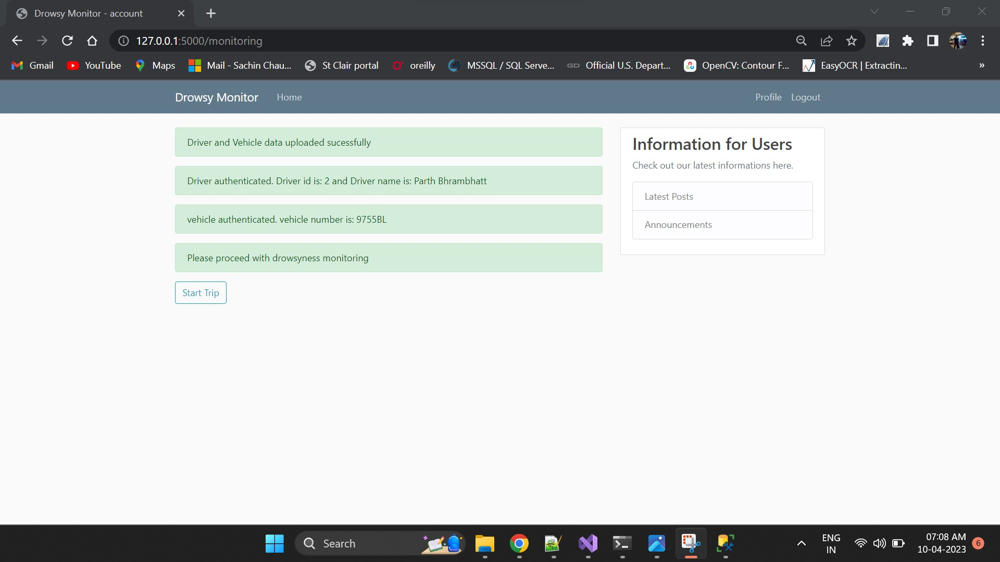 Drowsy Monitor - account
127.0.0.1:5000/monitoring
Gmail YouTube Maps Mail - Sachin Chau... St Clair portal oreilly MSSQL / SQL Serve... GD Official U.S. Depart... OpenCV: Contour F... EasyOCR | Extractin... »
Drowsy Monitor Home Profile Logout
Driver and Vehicle data uploaded sucessfully
Driver authenticated. Driver id is: 2 and Driver name is: Parth Bhrambhatt
vehicle authenticated. vehicle number is: 9755BL
Please proceed with drowsyness monitoring
Start Trip
Information for Users
Check out our latest informations here.
Latest Posts
Announcements
Search
ENG
IN
07:08 AM
10-04-2023
6